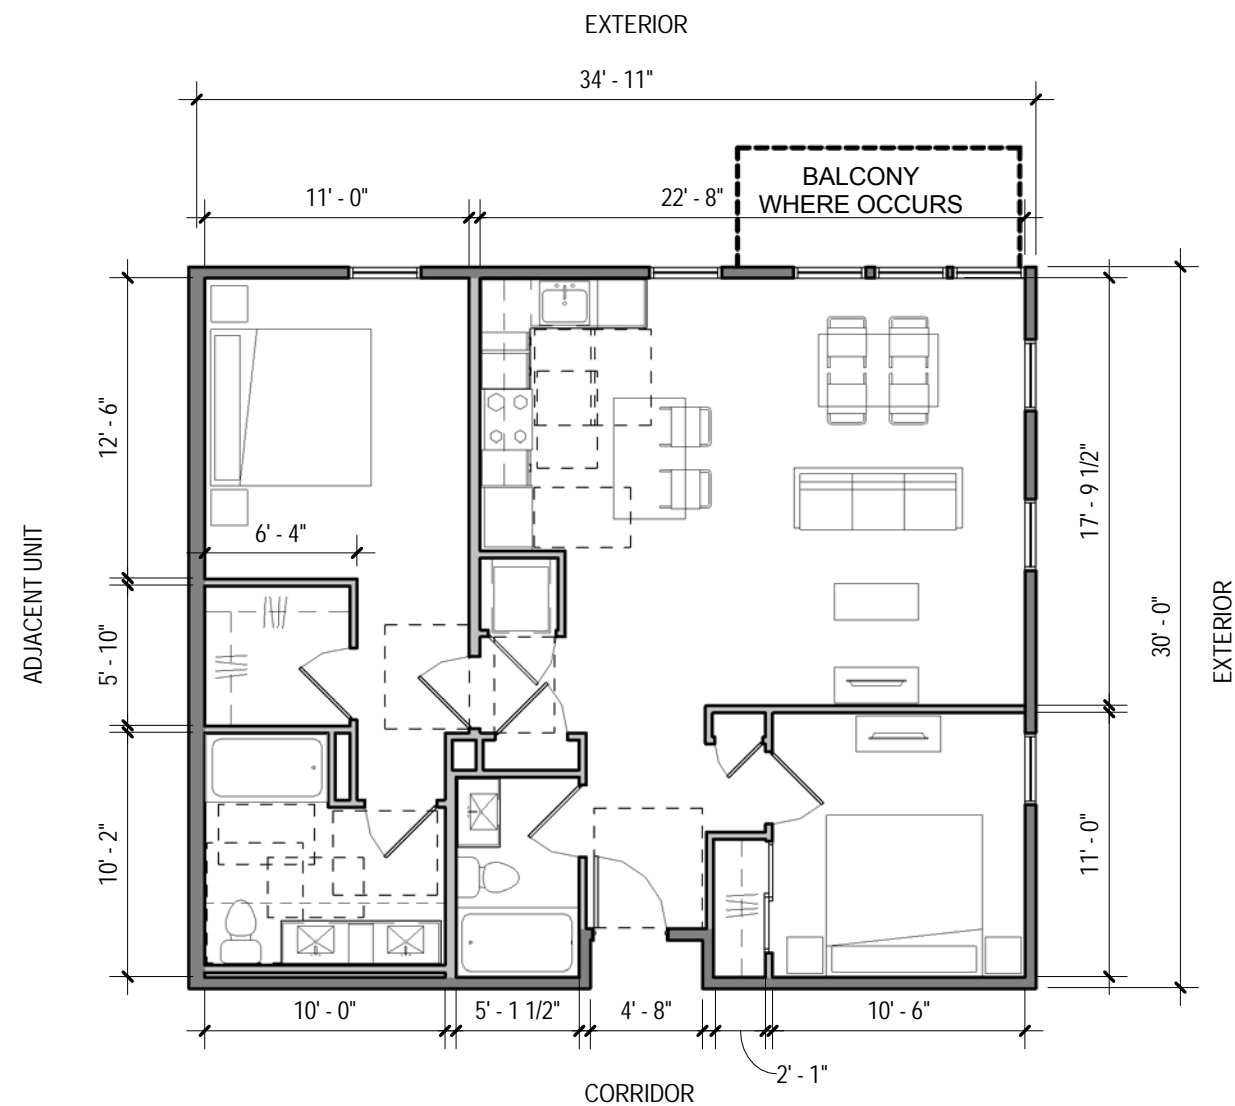 EXTERIOR
34' - 11"
BALCONY
WHERE OCCURS
11' - 0"
22' - 8"
12' - 6"
6' - 4"
17' - 9 1/2"
ADJACENT UNIT
5' - 10"
30' - 0"
EXTERIOR
10' - 2"
11' - 0"
10' - 0"
5' - 1 1/2"
4' - 8"
10' - 6"
2' - 1"
CORRIDOR